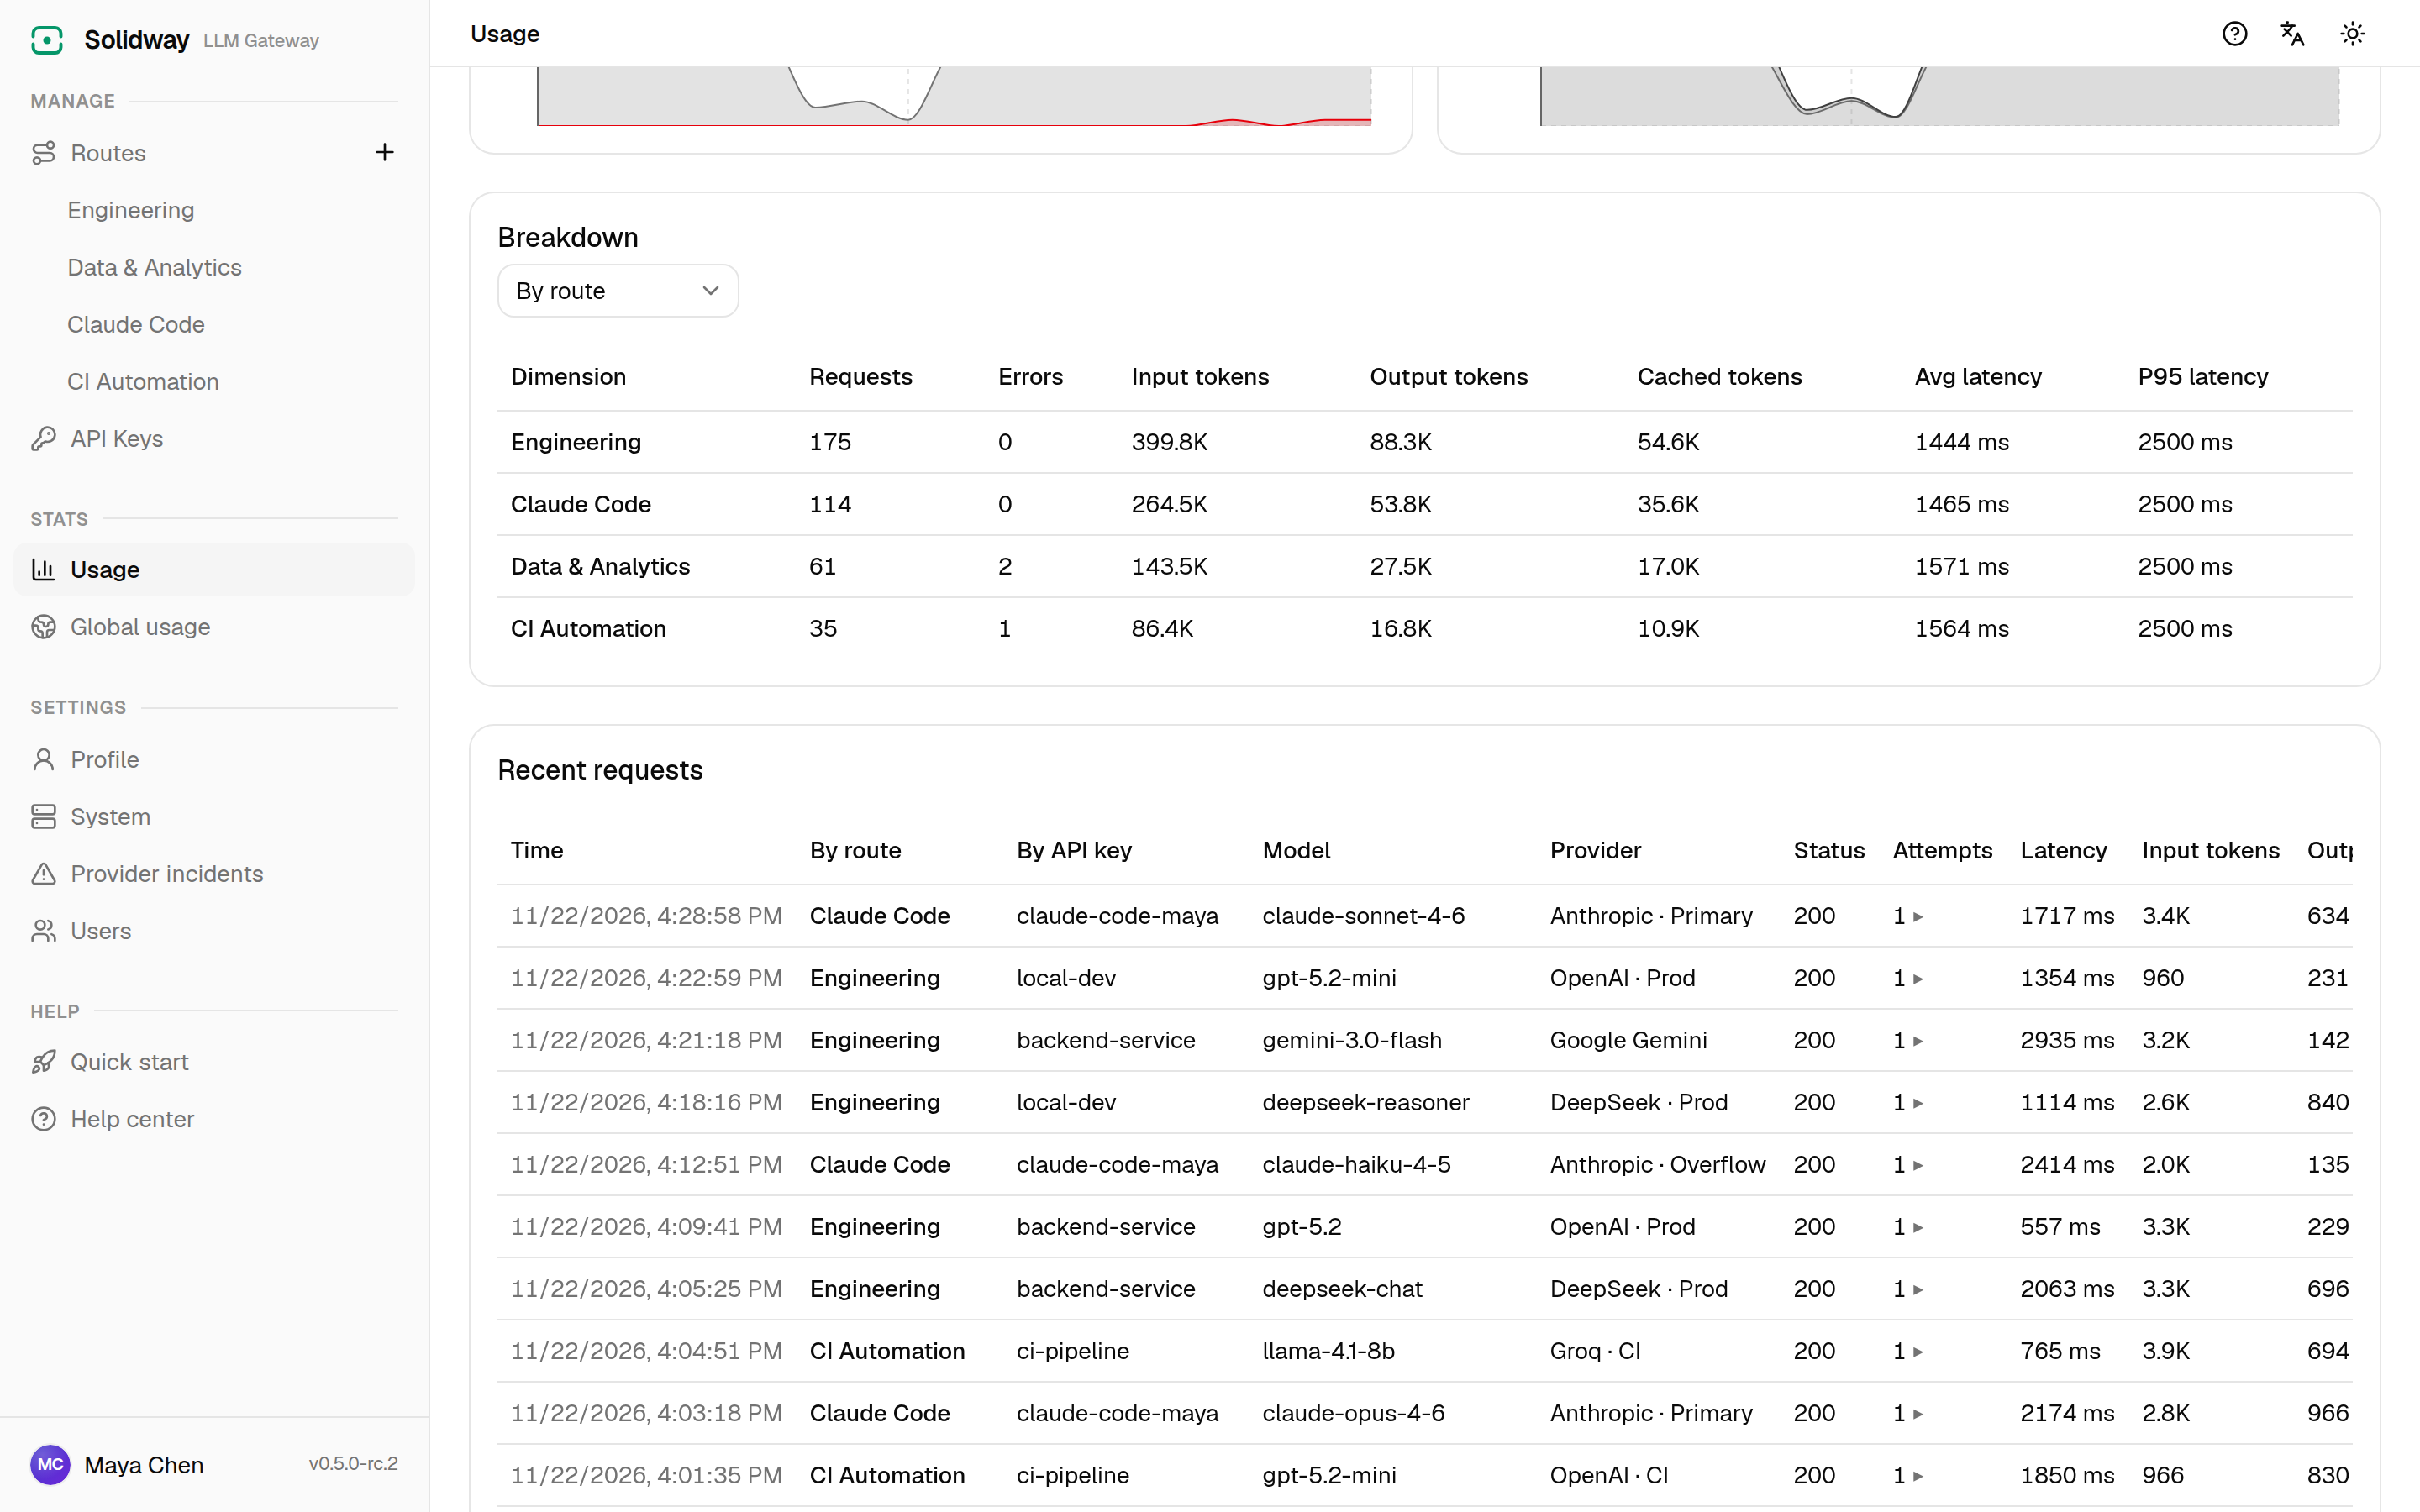 Solidway LLM Gateway
MANAGE
Routes
Engineering
Data & Analytics
Claude Code
CI Automation
API Keys
STATS
Usage
Global usage
SETTINGS
Profile
System
Provider incidents
Users
HELP
Quick start
Help center
MC Maya Chen v0.5.0-rc.2
Usage
Breakdown
By route
Dimension Requests Errors Input tokens Output tokens Cached tokens Avg latency P95 latency
Engineering 175 0 399.8K 88.3K 54.6K 1444 ms 2500 ms
Claude Code 114 0 264.5K 53.8K 35.6K 1465 ms 2500 ms
Data & Analytics 61 2 143.5K 27.5K 17.0K 1571 ms 2500 ms
CI Automation 35 1 86.4K 16.8K 10.9K 1564 ms 2500 ms
Recent requests
Time By route By API key Model Provider Status Attempts Latency Input tokens
11/22/2026, 4:28:58 PM Claude Code claude-code-maya claude-sonnet-4-6 Anthropic · Primary 200 1 ▸ 1717 ms 3.4K 634
11/22/2026, 4:22:59 PM Engineering local-dev gpt-5.2-mini OpenAI · Prod 200 1 ▸ 1354 ms 960 231
11/22/2026, 4:21:18 PM Engineering backend-service gemini-3.0-flash Google Gemini 200 1 ▸ 2935 ms 3.2K 142
11/22/2026, 4:18:16 PM Engineering local-dev deepseek-reasoner DeepSeek · Prod 200 1 ▸ 1114 ms 2.6K 840
11/22/2026, 4:12:51 PM Claude Code claude-code-maya claude-haiku-4-5 Anthropic · Overflow 200 1 ▸ 2414 ms 2.0K 135
11/22/2026, 4:09:41 PM Engineering backend-service gpt-5.2 OpenAI · Prod 200 1 ▸ 557 ms 3.3K 229
11/22/2026, 4:05:25 PM Engineering backend-service deepseek-chat DeepSeek · Prod 200 1 ▸ 2063 ms 3.3K 696
11/22/2026, 4:04:51 PM CI Automation ci-pipeline llama-4.1-8b Groq · CI 200 1 ▸ 765 ms 3.9K 694
11/22/2026, 4:03:18 PM Claude Code claude-code-maya claude-opus-4-6 Anthropic · Primary 200 1 ▸ 2174 ms 2.8K 966
11/22/2026, 4:01:35 PM CI Automation ci-pipeline gpt-5.2-mini OpenAI · CI 200 1 ▸ 1850 ms 966 830